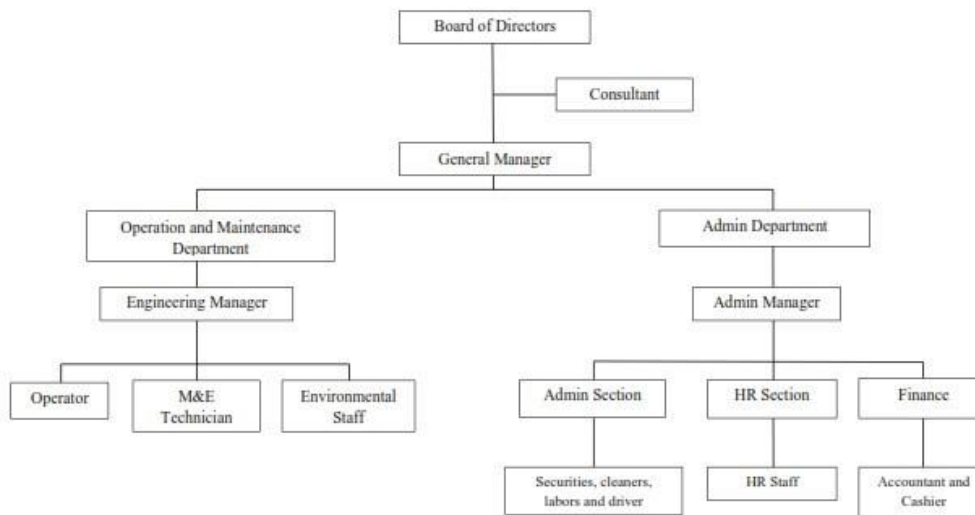 Board of Directors
Consultant
General Manager
Operation and Maintenance
Department
Admin Department
Engineering Manager
Admin Manager
Operator
M&E
Technician
Environmental
Staff
Admin Section
HR Section
Finance
Securities, cleaners,
labors and driver
HR Staff
Accountant and
Cashier